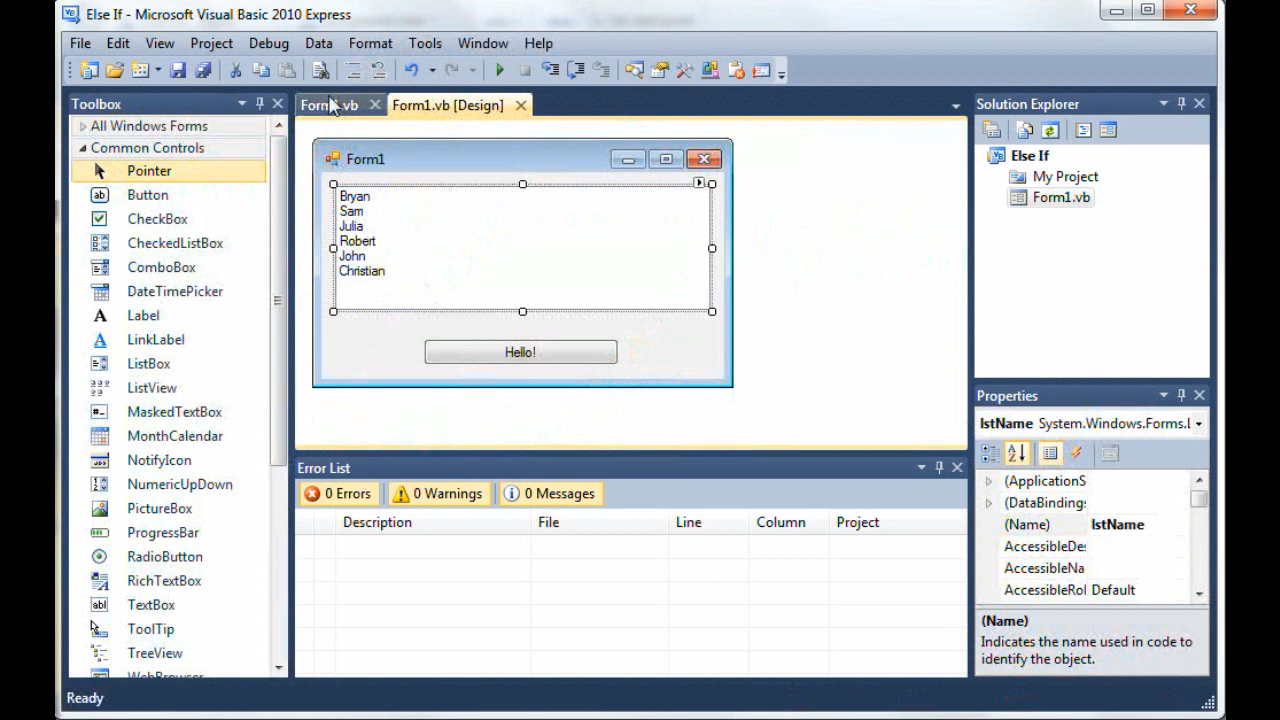 Else If - Microsoft Visual Basic 2010 Express
File Edit View Project Debug Data Format Tools Window Help
Toolbox
All Windows Forms
Common Controls
Pointer
Button
CheckBox
CheckedListBox
ComboBox
DateTimePicker
Label
LinkLabel
ListBox
ListView
MaskedTextBox
MonthCalendar
NotifyIcon
NumericUpDown
PictureBox
ProgressBar
RadioButton
RichTextBox
TextBox
ToolTip
TreeView
WebBrowser
Form1.vb Form1.vb [Design]
Form1
Bryan
Sam
Julia
Robert
John
Christian
Hello!
Error List
0 Errors 0 Warnings 0 Messages
Description File Line Column Project
Solution Explorer
Else If
My Project
Form1.vb
Properties
lstName System.Windows.Forms.L
(ApplicationS
(DataBindings
(Name) lstName
AccessibleDe
AccessibleNa
AccessibleRol Default
(Name)
Indicates the name used in code to
identify the object.
Ready